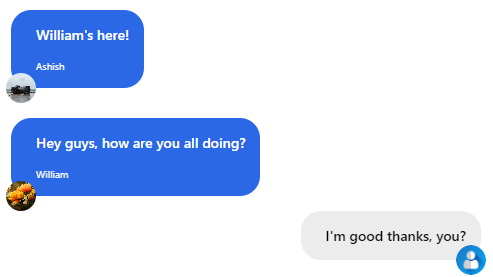 William's here!
Ashish
Hey guys, how are you all doing?
William
I'm good thanks, you?